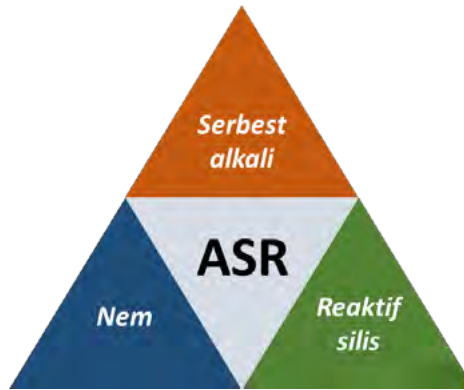 Serbest
alkali
ASR
Nem
Reaktif
silis